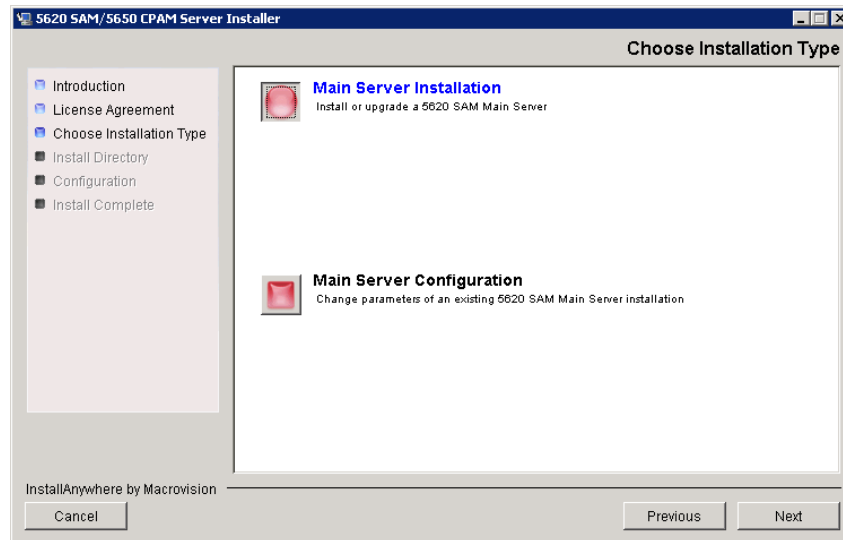 5620 SAM/5650 CPAM Server Installer
Choose Installation Type
Introduction
License Agreement
Choose Installation Type
Install Directory
Configuration
Install Complete
Main Server Installation
Install or upgrade a 5620 SAM Main Server
Main Server Configuration
Change parameters of an existing 5620 SAM Main Server installation
InstallAnywhere by Macrovision
Cancel
Previous
Next